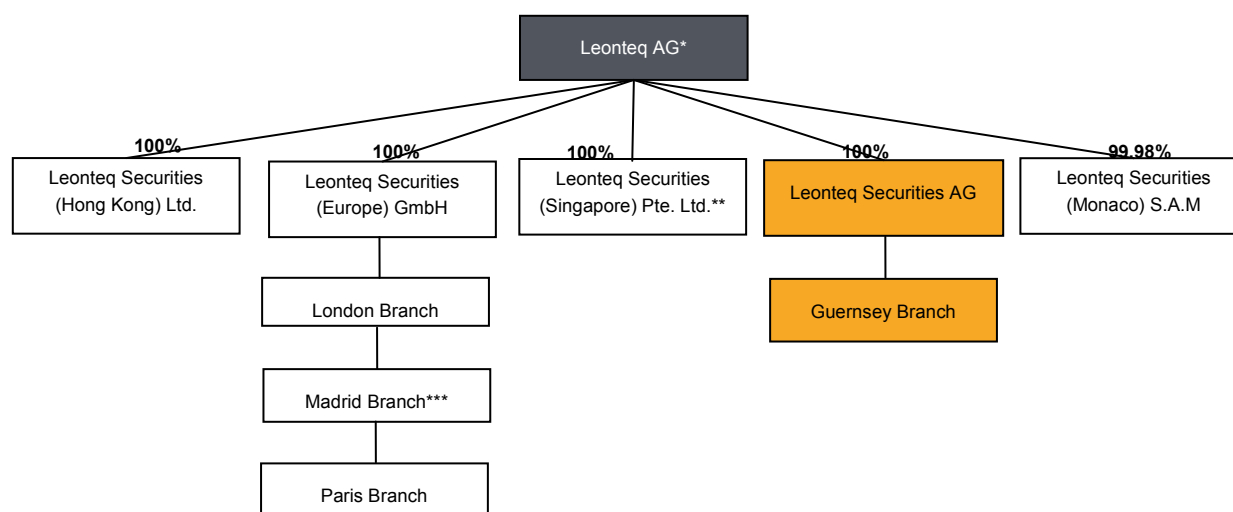 Leonteq AG*
100%
100%
100%
100%
99.98%
Leonteq Securities
(Hong Kong) Ltd.
Leonteq Securities
(Europe) GmbH
Leonteq Securities
(Singapore) Pte. Ltd.**
Leonteq Securities AG
Leonteq Securities
(Monaco) S.A.M
London Branch
Guernsey Branch
Madrid Branch***
Paris Branch